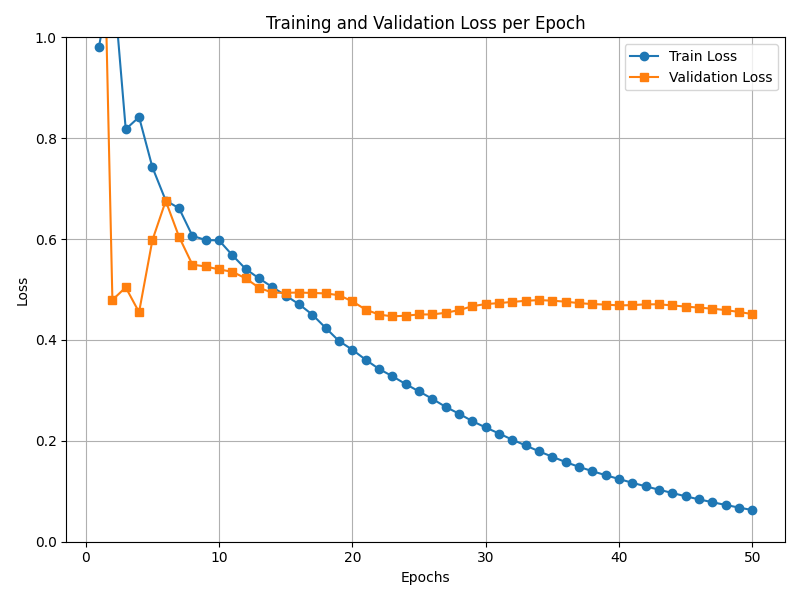 Training and Validation Loss per Epoch
Train Loss
Validation Loss
1.0
0.8
0.6
0.4
0.2
0.0
Loss
0 10 20 30 40 50
Epochs